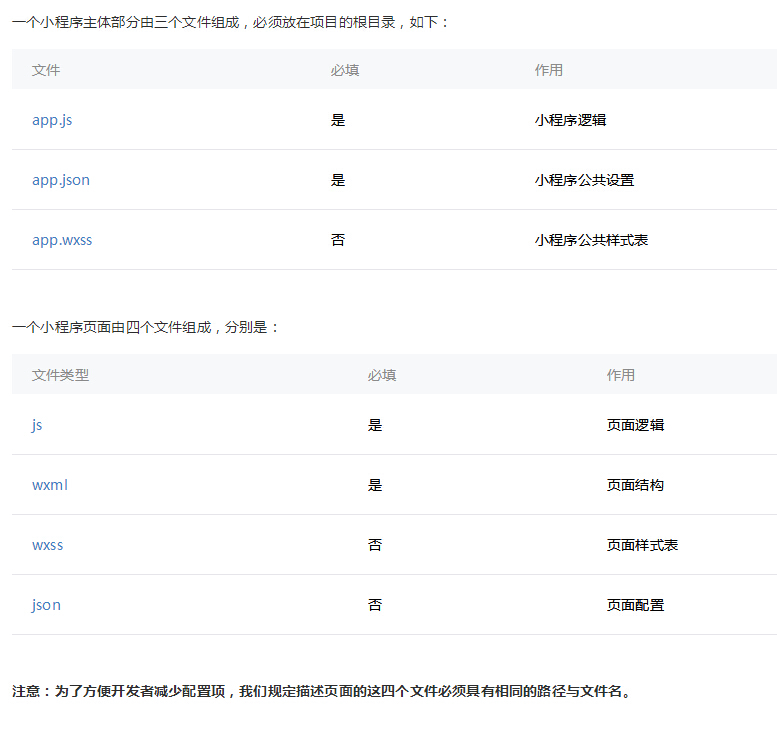 一个小程序主体部分由三个文件组成，必须放在项目的根目录，如下：
文件 必填 作用
app.js 是 小程序逻辑
app.json 是 小程序公共设置
app.wxss 否 小程序公共样式表
一个小程序页面由四个文件组成，分别是：
文件类型 必填 作用
js 是 页面逻辑
wxml 是 页面结构
wxss 否 页面样式表
json 否 页面配置
注意：为了方便开发者减少配置项，我们规定描述页面的这四个文件必须具有相同的路径与文件名。